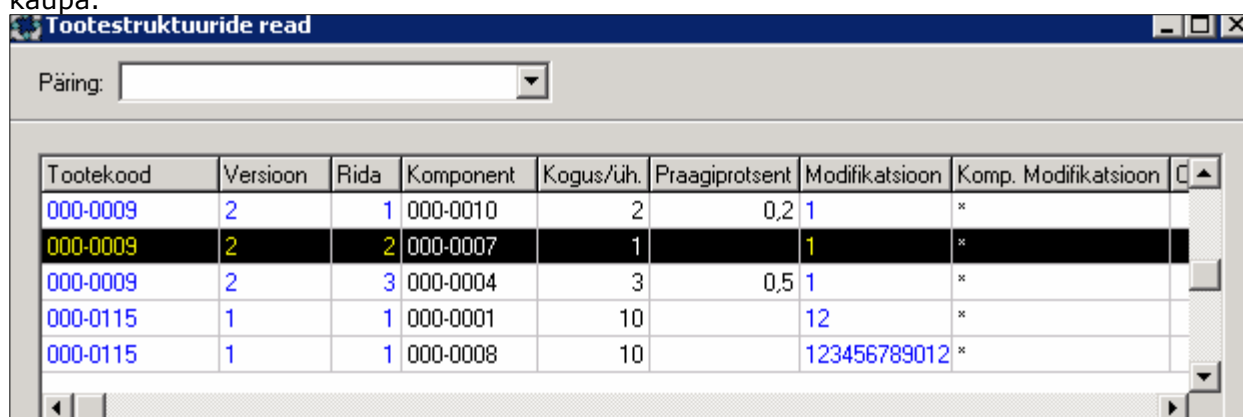 kaupa.
Tootestruktuuride read
Päring:
Tootekood Versioon Rida Komponent Kogus/üh. Praagiprotsent Modifikatsioon Komp. Modifikatsioon
000-0009 2 1 000-0010 2 0,2 1 *
000-0009 2 2 000-0007 1 1 *
000-0009 2 3 000-0004 3 0,5 1 *
000-0115 1 1 000-0001 10 12 *
000-0115 1 1 000-0008 10 123456789012 *